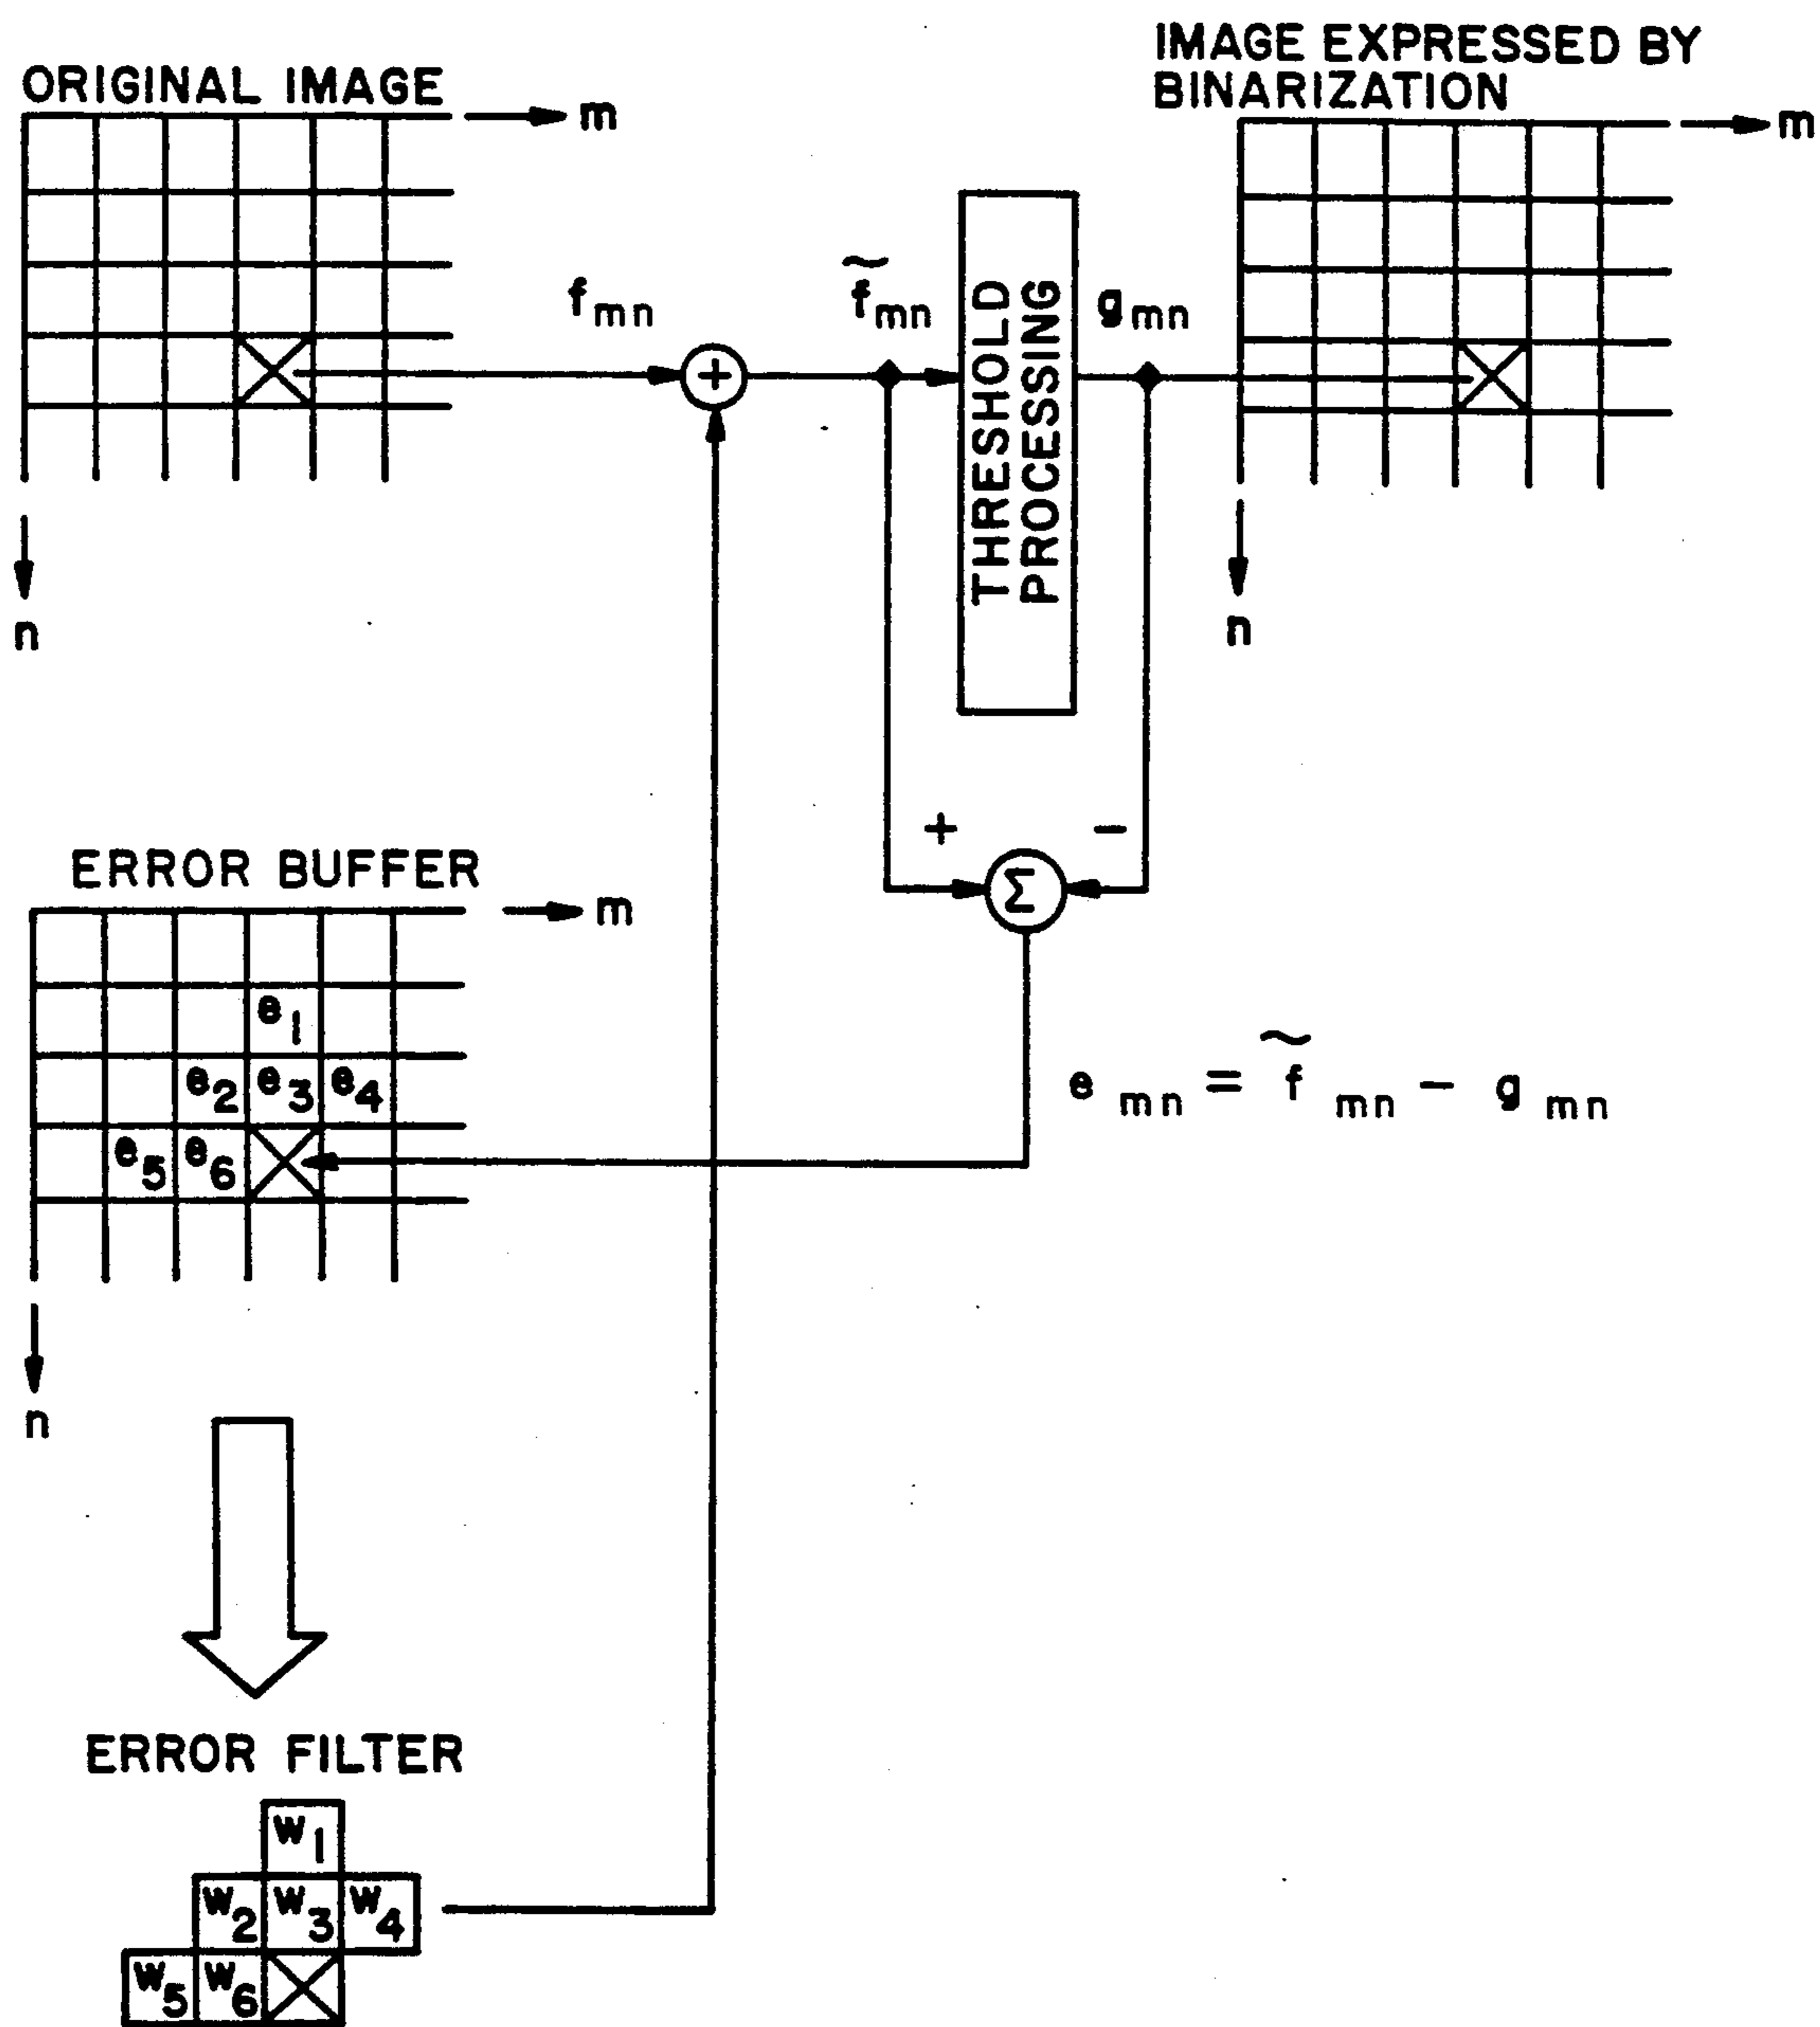 IMAGE EXPRESSED BY
BINARIZATION
ORIGINAL IMAGE
m
m
f mn
f̃ mn
g mn
THRESHOLD
PROCESSING
n
n
+
+
−
Σ
ERROR BUFFER
m
e1
e2 e3 e4
e5 e6
e mn = f̃ mn − g mn
n
ERROR FILTER
W1
W2 W3 W4
W5 W6